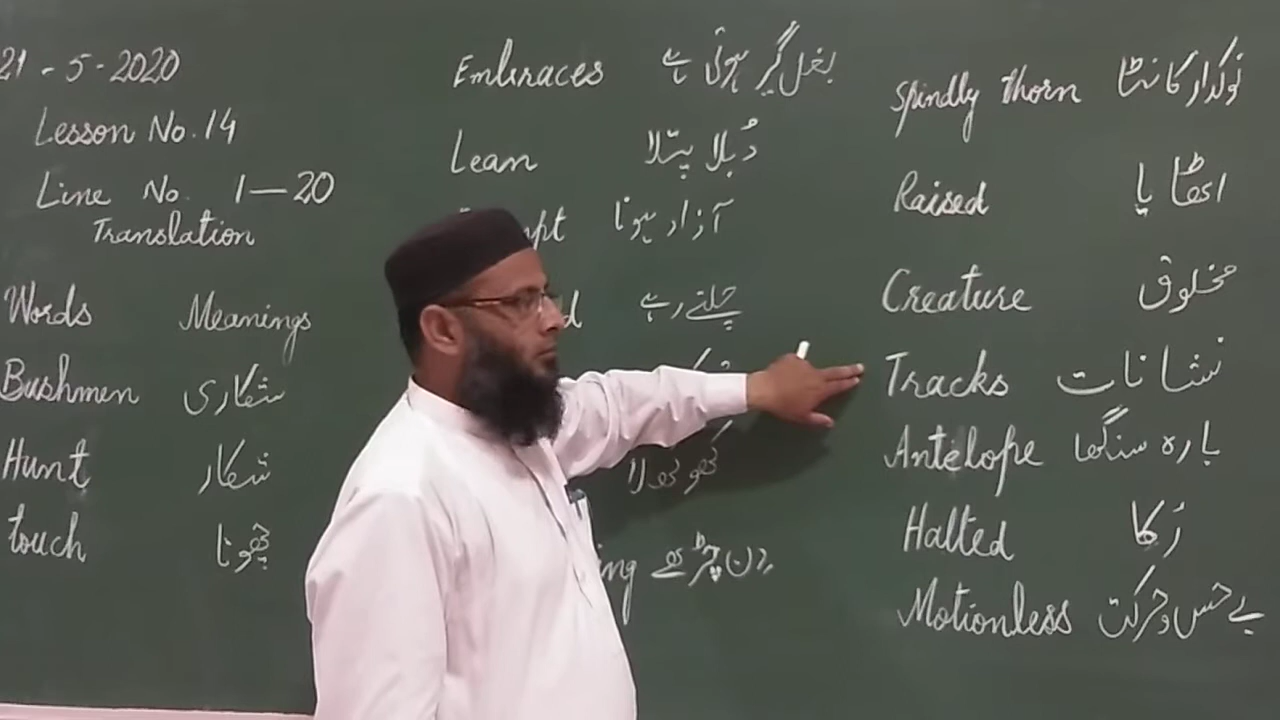 21-5-2020
Lesson No. 14
Line No. 1—20
Translation
Words Meanings
Bushmen شکاری
Hunt شکار
touch چھونا
Embraces بغل گیر ہوتی ہے
Lean دُبلا پتلا
آزاد ہونا
چلتے رہے
کھوکھلا
دن چڑھے
Spindly thorn نوکدار کانٹا
Raised اٹھایا
Creature مخلوق
Tracks نشانات
Antelope بارہ سنگھا
Halted رُکا
Motionless بے حس و حرکت